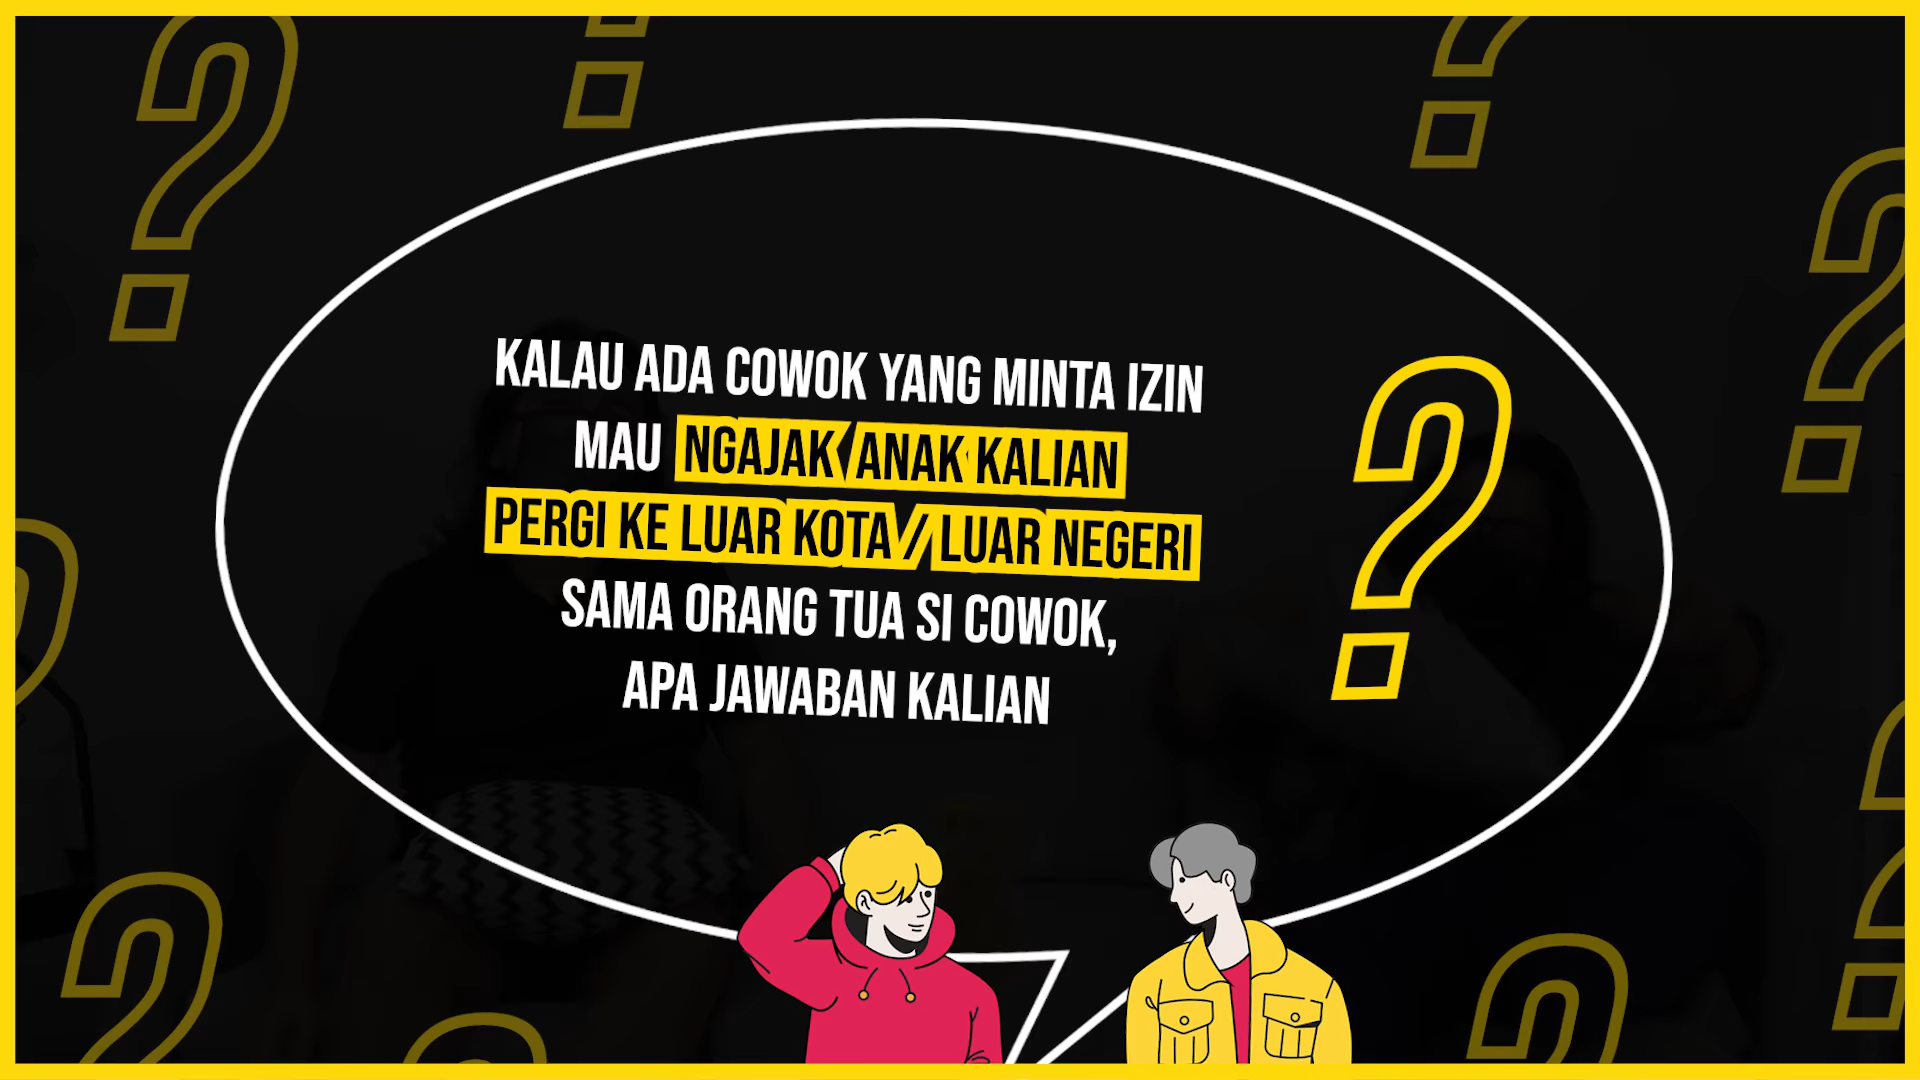 KALAU ADA COWOK YANG MINTA IZIN
MAU NGAJAK ANAK KALIAN
PERGI KE LUAR KOTA / LUAR NEGERI
SAMA ORANG TUA SI COWOK,
APA JAWABAN KALIAN
?